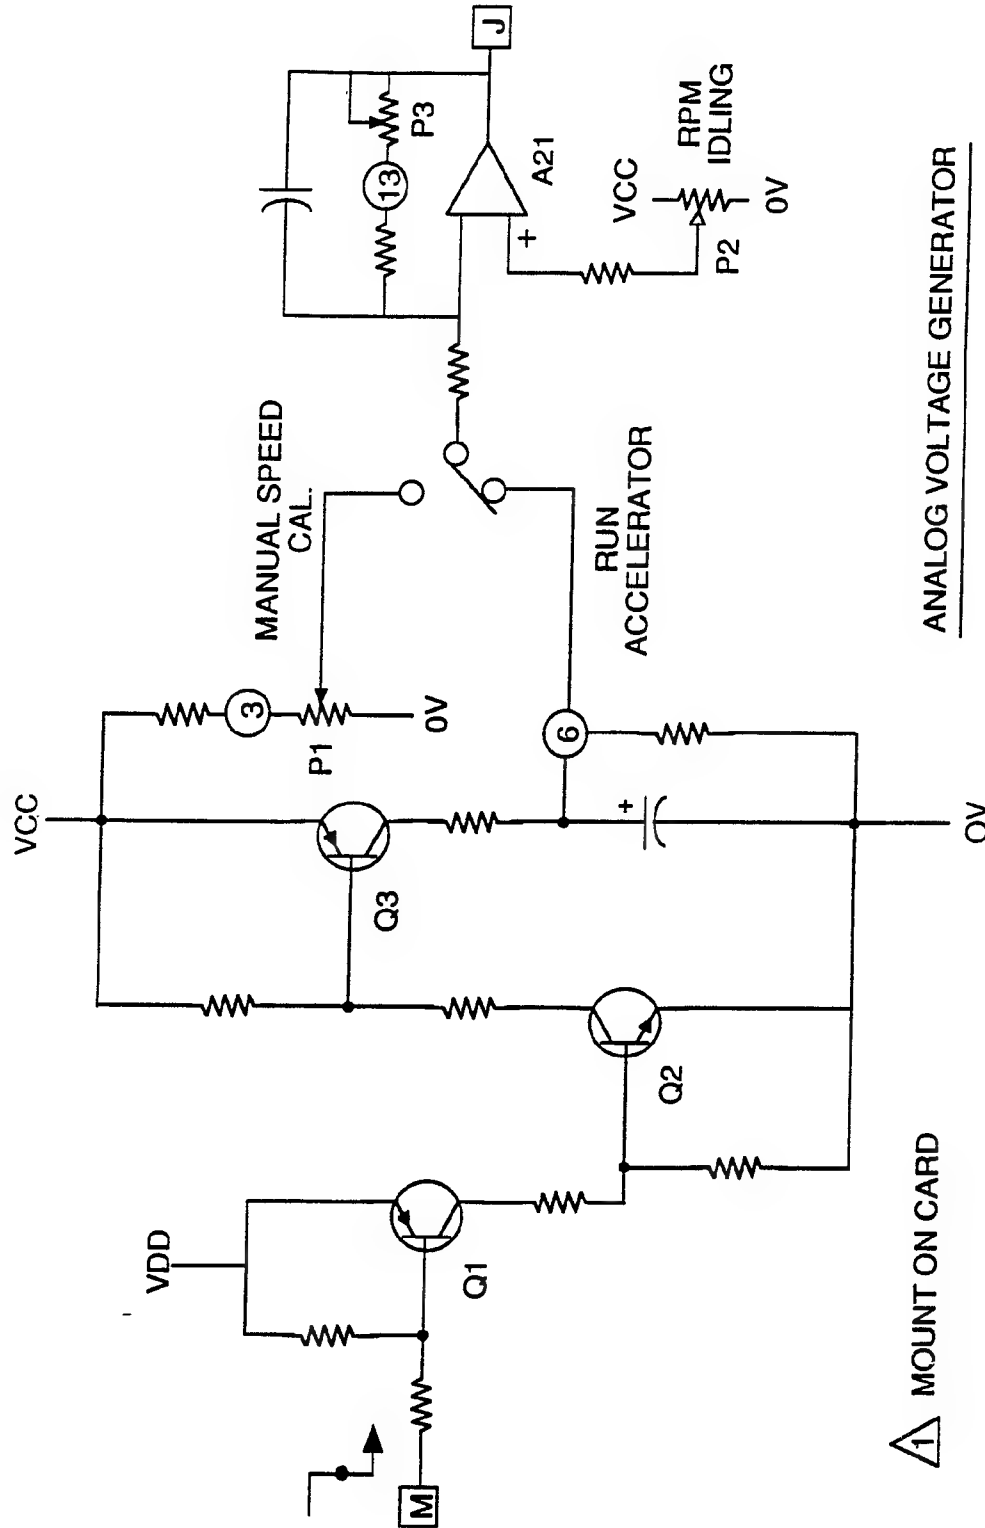 VCC
VDD
M
Q1
Q2
Q3
3
P1
0V
MANUAL SPEED
CAL.
6
RUN
ACCELERATOR
+
OV
13
P3
J
A21
+
VCC
RPM
IDLING
P2
0V
1 MOUNT ON CARD
ANALOG VOLTAGE GENERATOR